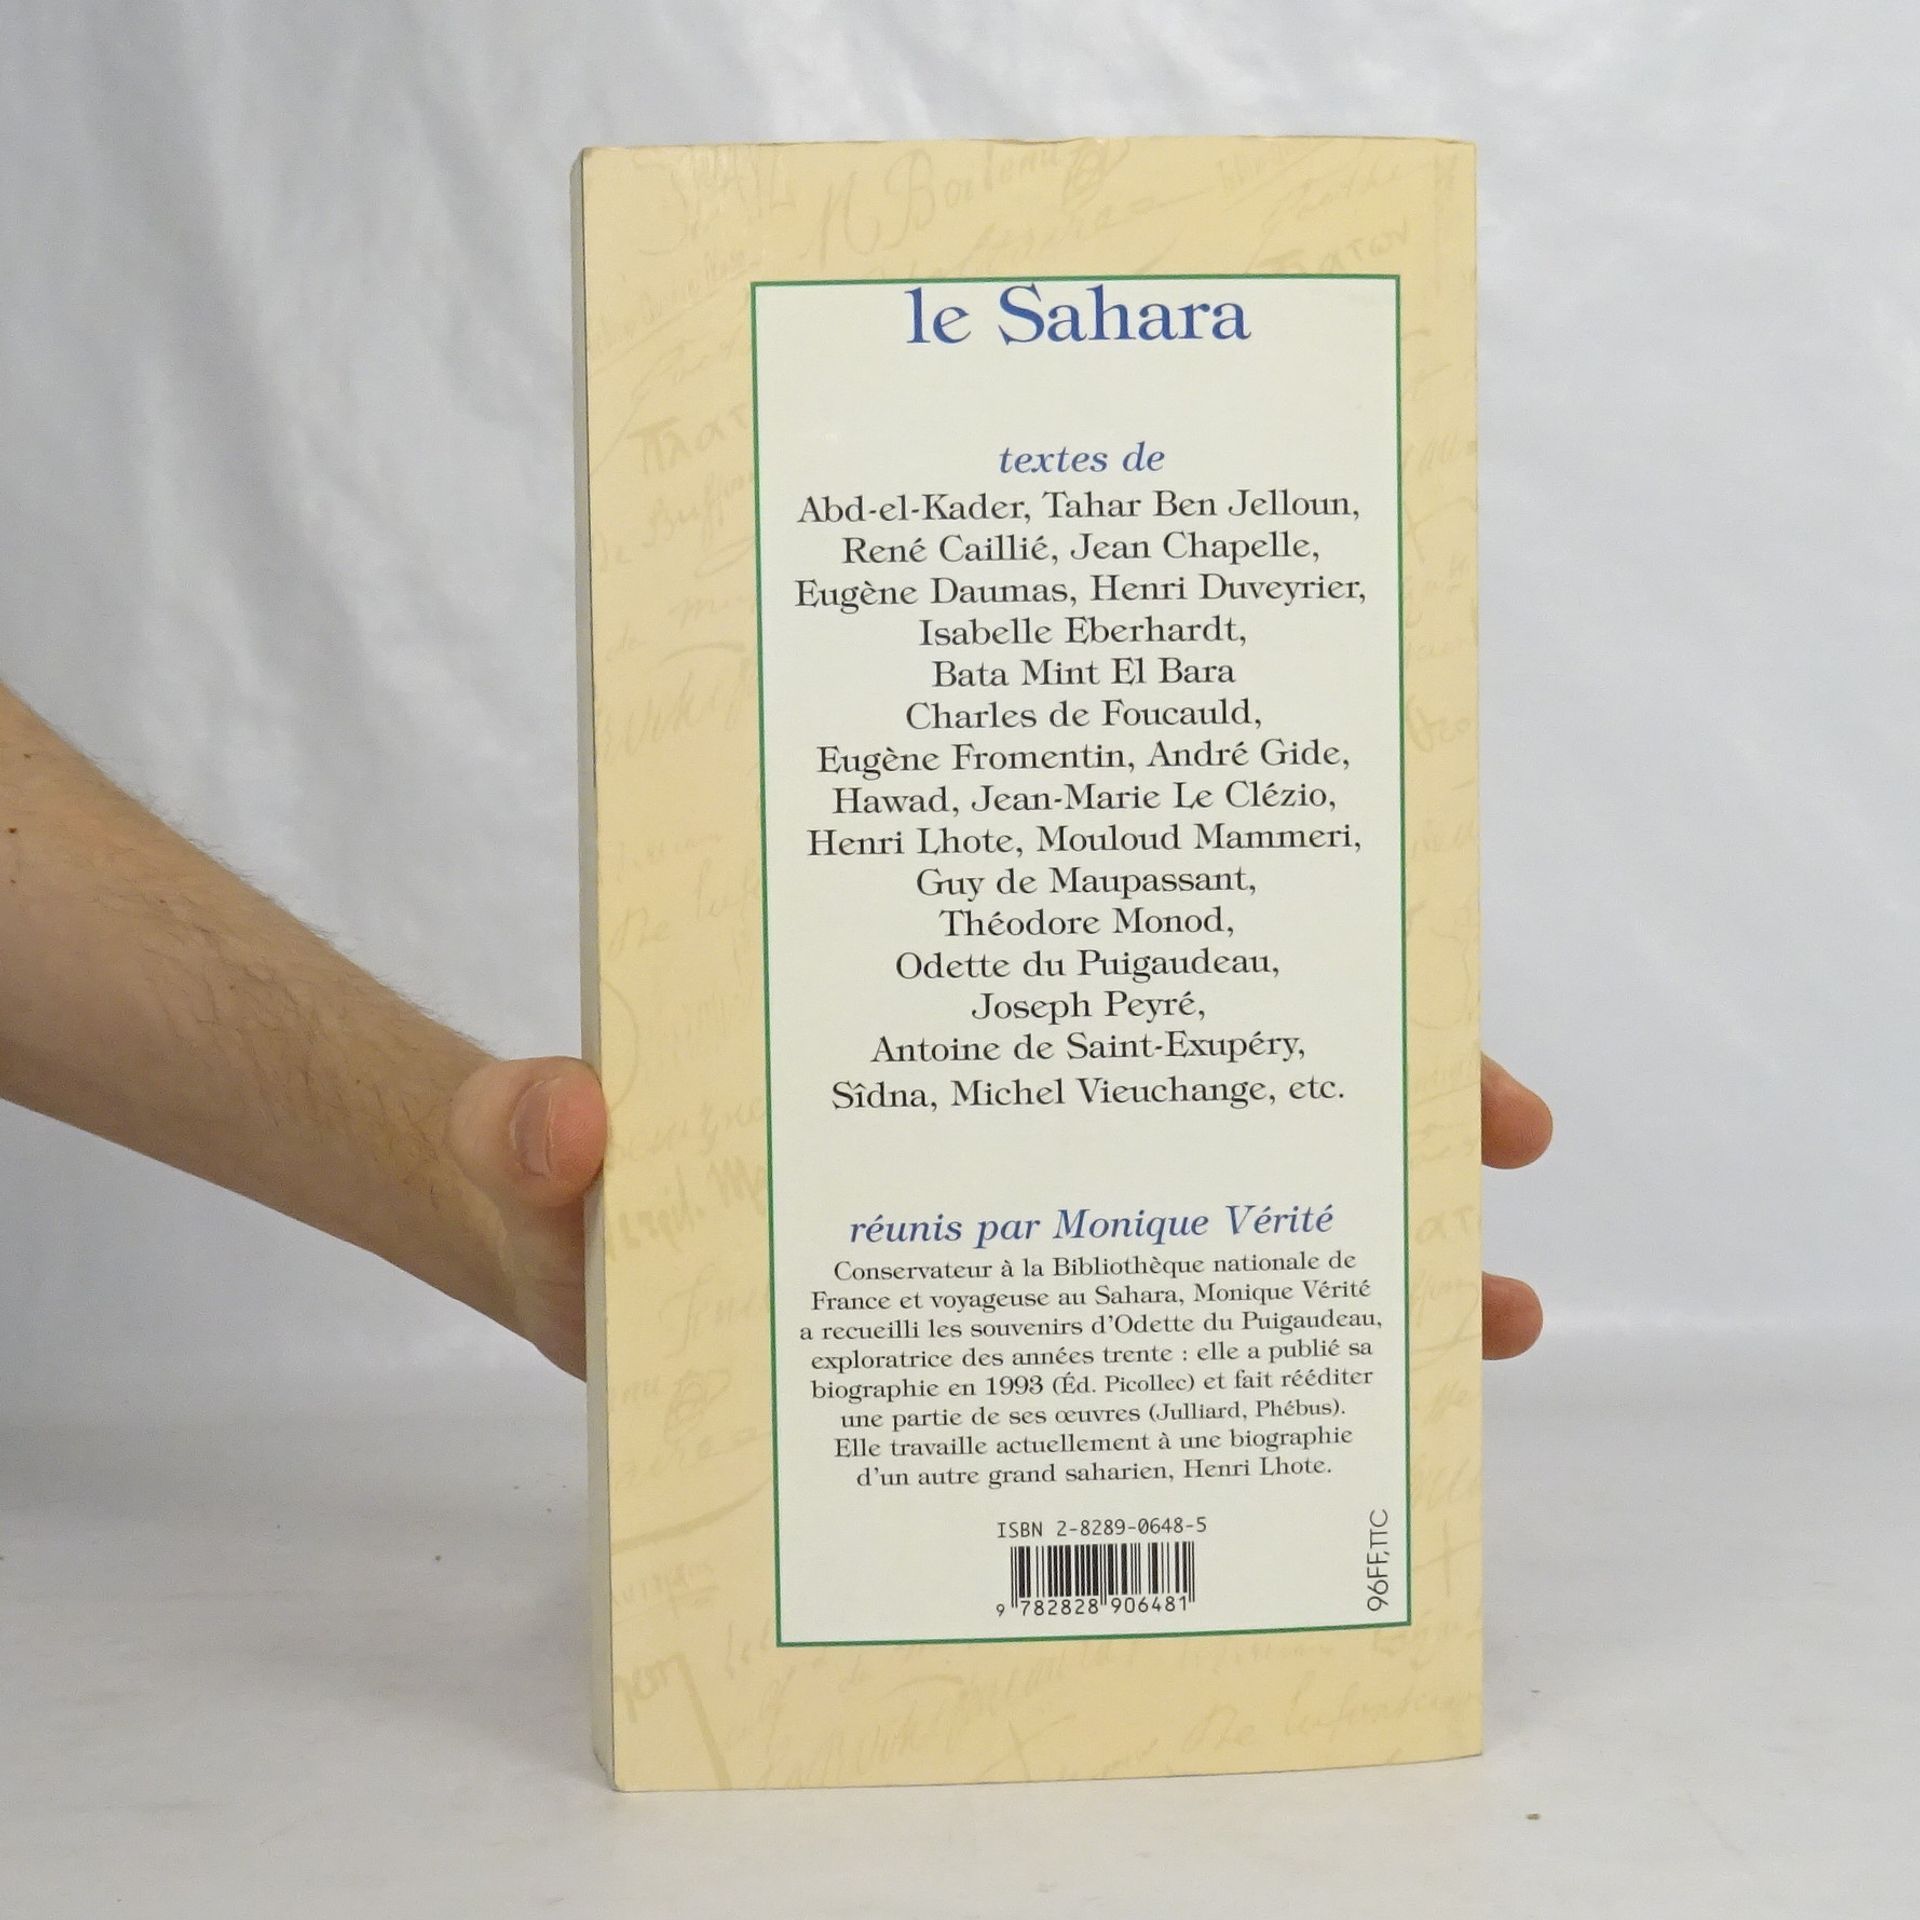 le Sahara
textes de
Abd-el-Kader, Tahar Ben Jelloun,
René Caillié, Jean Chapelle,
Eugène Daumas, Henri Duveyrier,
Isabelle Eberhardt,
Bata Mint El Bara
Charles de Foucauld,
Eugène Fromentin, André Gide,
Hawad, Jean-Marie Le Clézio,
Henri Lhote, Mouloud Mammeri,
Guy de Maupassant,
Théodore Monod,
Odette du Puigaudeau,
Joseph Peyré,
Antoine de Saint-Exupéry,
Sîdna, Michel Vieuchange, etc.
réunis par Monique Vérité
Conservateur à la Bibliothèque nationale de
France et voyageuse au Sahara, Monique Vérité
a recueilli les souvenirs d'Odette du Puigaudeau,
exploratrice des années trente : elle a publié sa
biographie en 1993 (Éd. Picollec) et fait rééditer
une partie de ses œuvres (Julliard, Phébus).
Elle travaille actuellement à une biographie
d'un autre grand saharien, Henri Lhote.
ISBN 2-8289-0648-5
9 782828 906481
96FF,TTC